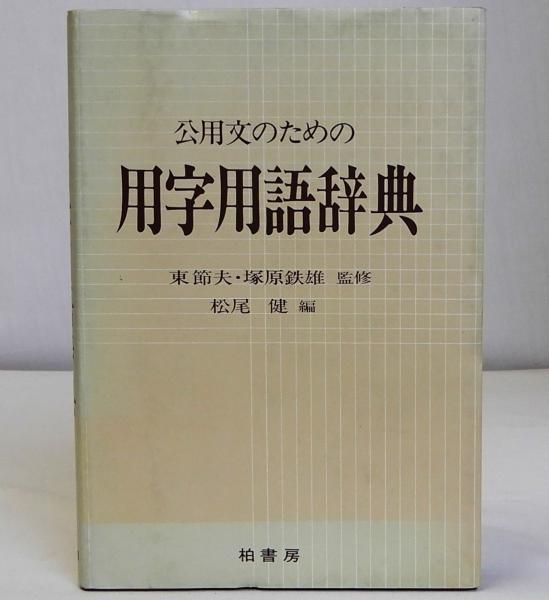 公用文のための
用字用語辞典
東節夫・塚原鉄雄 監修
松尾 健 編
柏書房